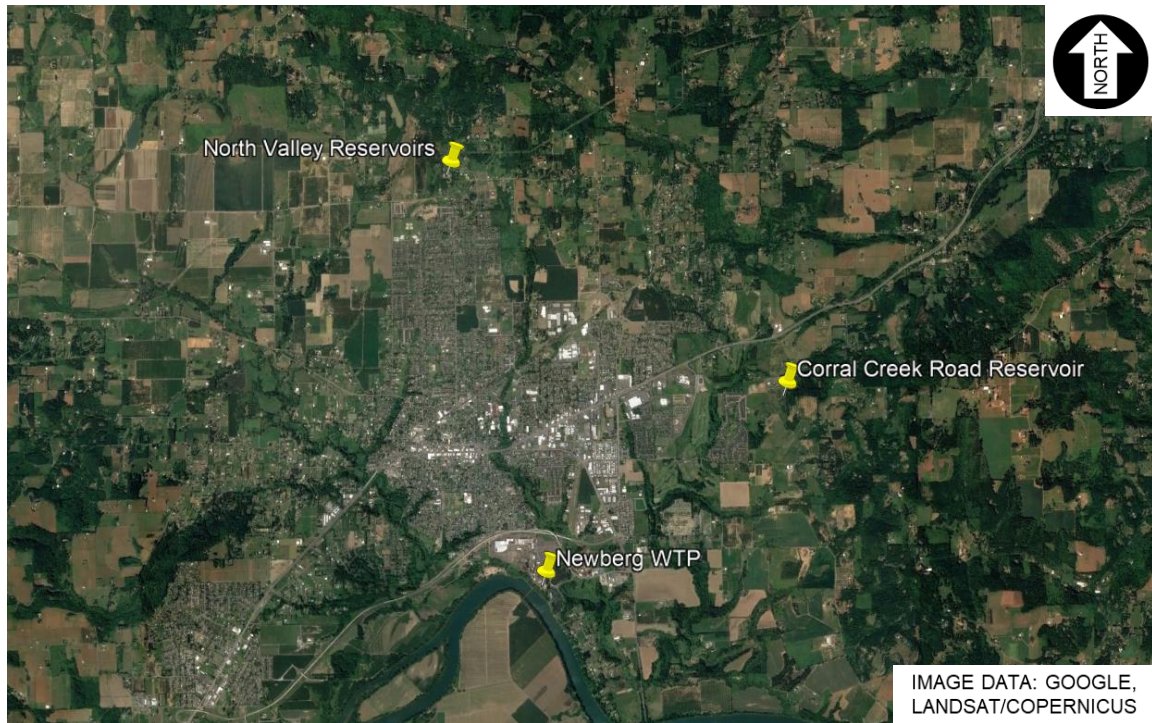 NORTH
North Valley Reservoirs
Corral Creek Road Reservoir
Newberg WTP
IMAGE DATA: GOOGLE,
LANDSAT/COPERNICUS